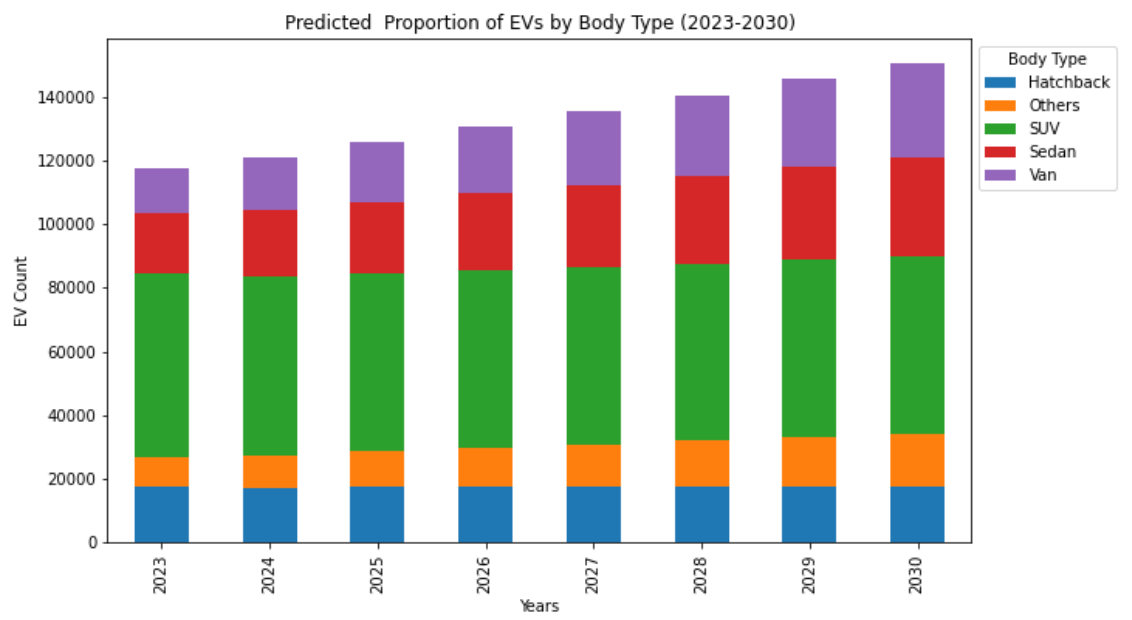 Predicted  Proportion of EVs by Body Type (2023-2030)
Body Type
Hatchback
Others
SUV
Sedan
Van
EV Count
140000
120000
100000
80000
60000
40000
20000
0
2023
2024
2025
2026
2027
2028
2029
2030
Years